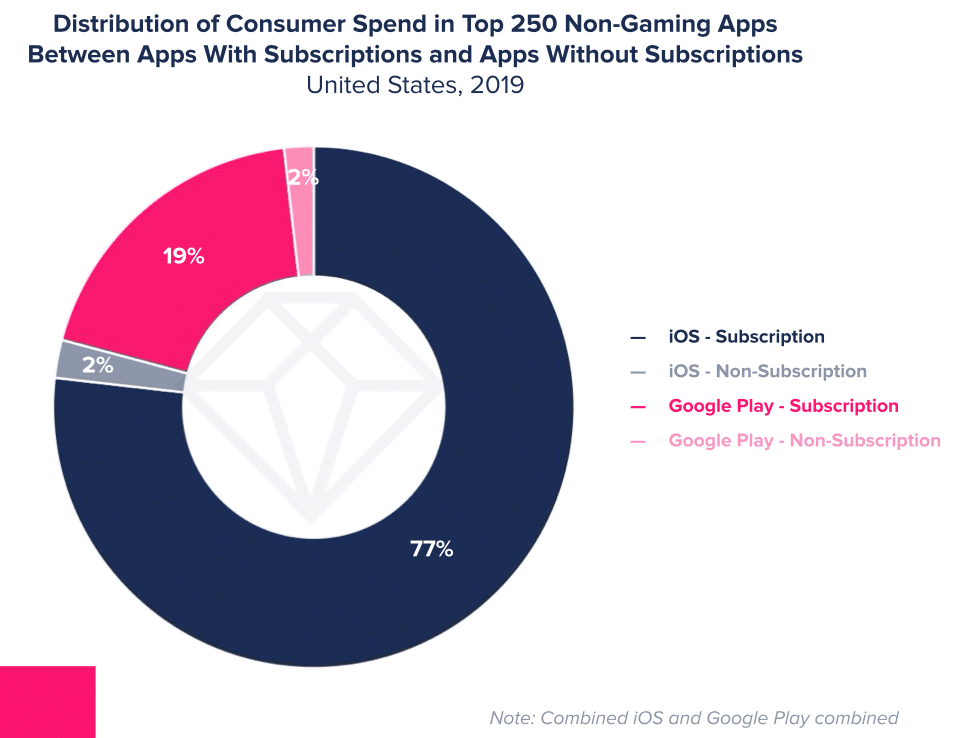 Distribution of Consumer Spend in Top 250 Non-Gaming Apps
Between Apps With Subscriptions and Apps Without Subscriptions
United States, 2019
2%
19%
2%
77%
— iOS - Subscription
— iOS - Non-Subscription
— Google Play - Subscription
— Google Play - Non-Subscription
Note: Combined iOS and Google Play combined